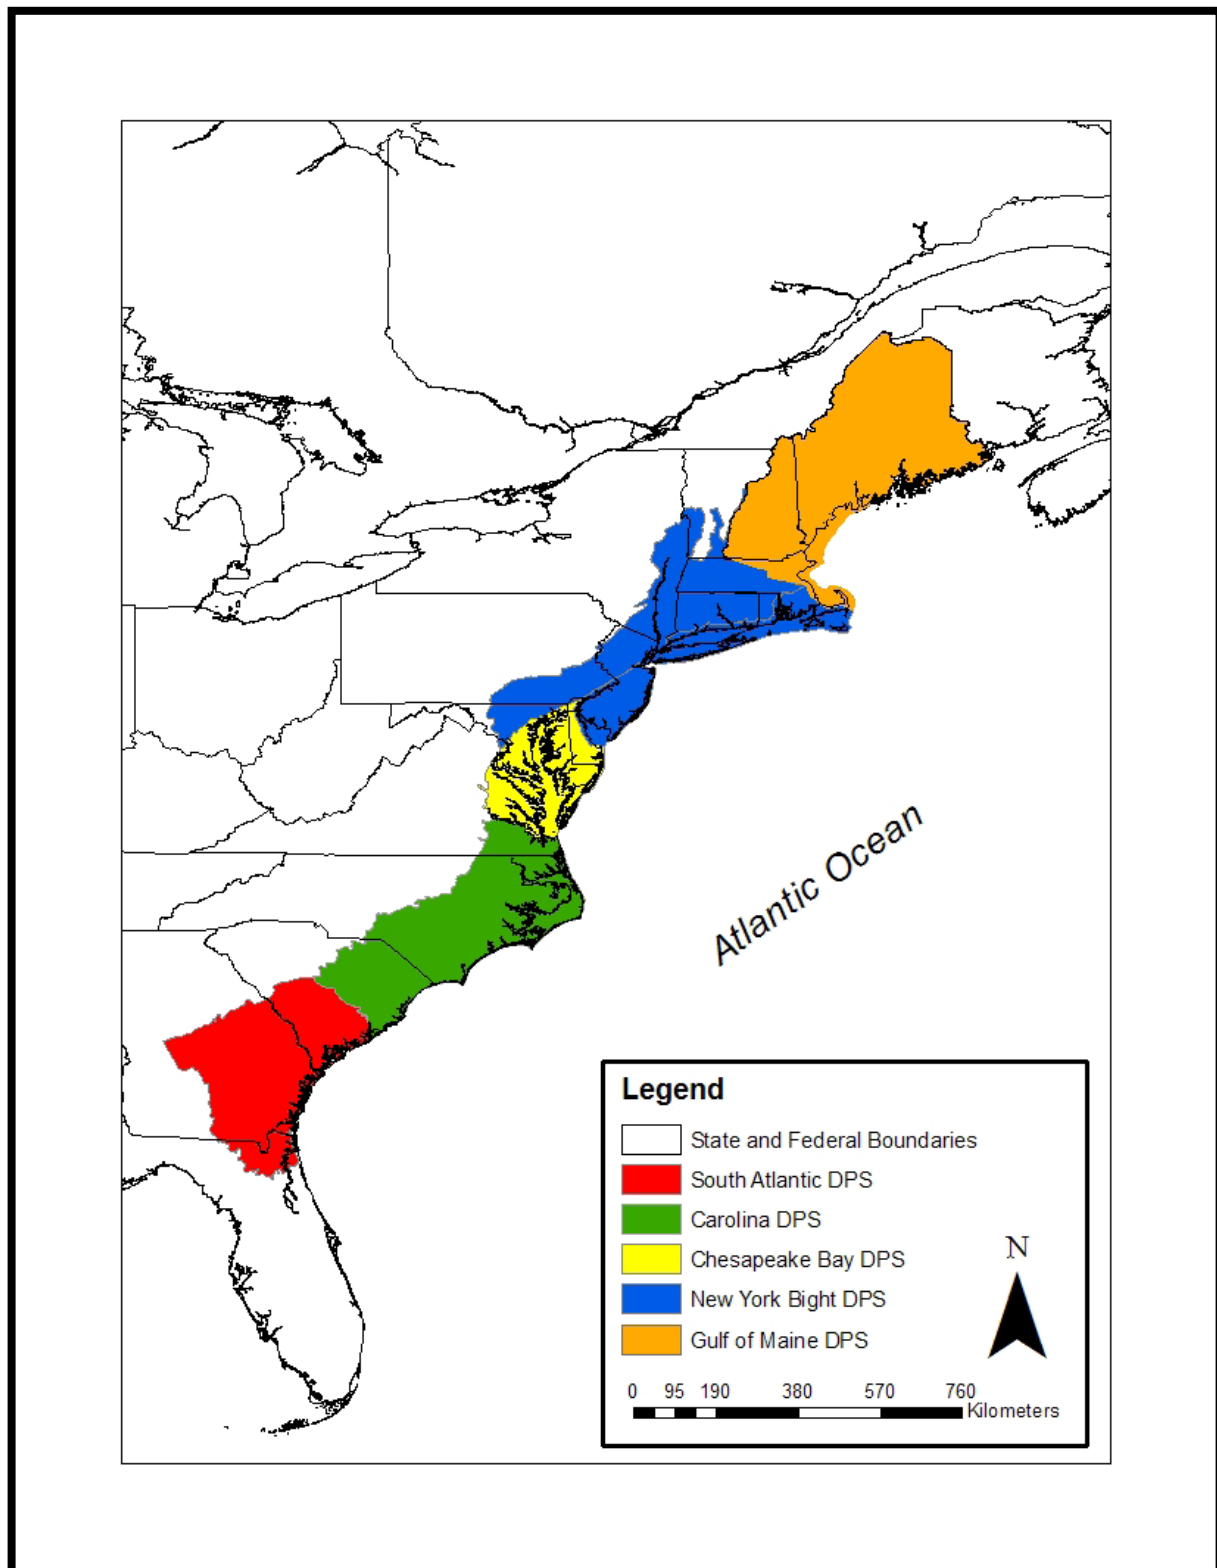 Atlantic Ocean
Legend
State and Federal Boundaries
South Atlantic DPS
Carolina DPS
Chesapeake Bay DPS
New York Bight DPS
Gulf of Maine DPS
N
0 95 190 380 570 760
Kilometers